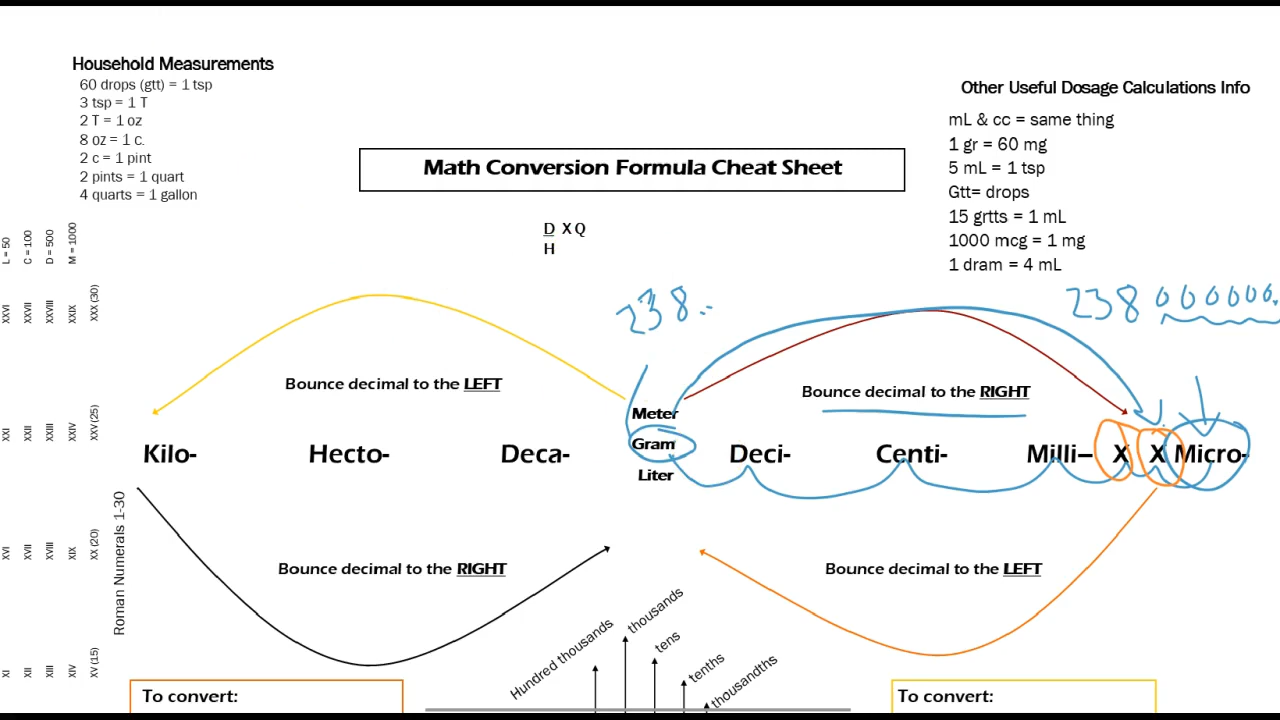 Household Measurements
60 drops (gtt) = 1 tsp
3 tsp = 1 T
2 T = 1 oz
8 oz = 1 c.
2 c = 1 pint
2 pints = 1 quart
4 quarts = 1 gallon
Math Conversion Formula Cheat Sheet
D X Q
H
Other Useful Dosage Calculations Info
mL & cc = same thing
1 gr = 60 mg
5 mL = 1 tsp
Gtt= drops
15 grtts = 1 mL
1000 mcg = 1 mg
1 dram = 4 mL
L = 50
C = 100
D = 500
M = 1000
XXVI
XXVII
XXVIII
XXIX
XXX (30)
XXI
XXII
XXIII
XXIV
XXV (25)
XVI
XVII
XVIII
XIX
XX (20)
XI
XII
XIII
XIV
XV (15)
Roman Numerals 1-30
238.
238 000000.
Bounce decimal to the LEFT
Bounce decimal to the RIGHT
Meter
Kilo- Hecto- Deca- Gram Deci- Centi- Milli– X X Micro-
Liter
Bounce decimal to the RIGHT
Bounce decimal to the LEFT
Hundred thousands
thousands
tens
tenths
thousandths
To convert:
To convert: